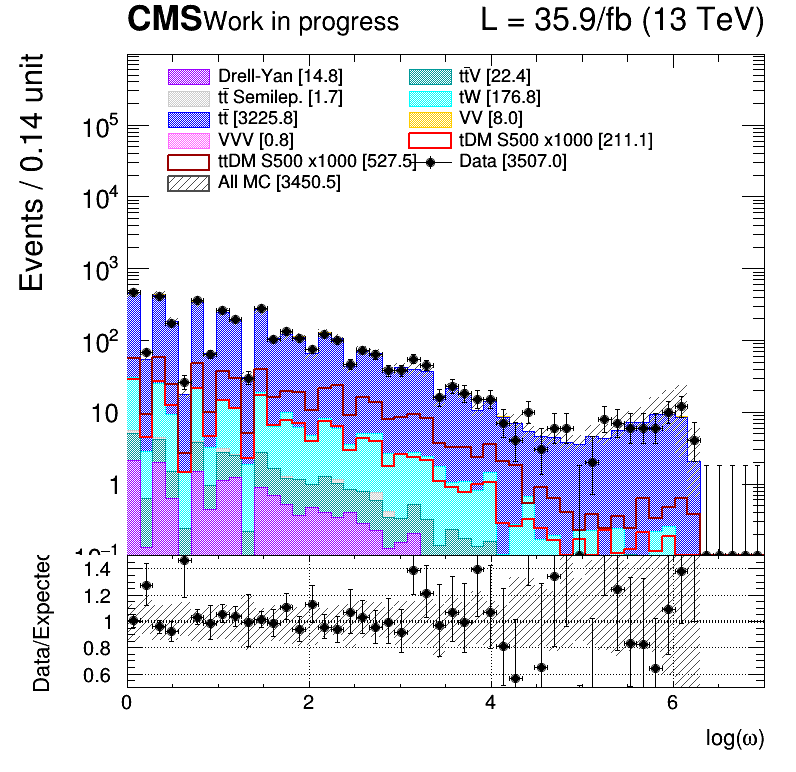 CMS Work in progress L = 35.9/fb (13 TeV)
Drell-Yan [14.8] tt̄V [22.4]
tt̄ Semilep. [1.7] tW [176.8]
tt̄ [3225.8] VV [8.0]
VVV [0.8] tDM S500 x1000 [211.1]
ttDM S500 x1000 [527.5] Data [3507.0]
All MC [3450.5]
Events / 0.14 unit
10⁵
10⁴
10³
10²
10
1
10⁻¹
Data/Expected
1.4
1.2
1
0.8
0.6
0 2 4 6
log(ω)